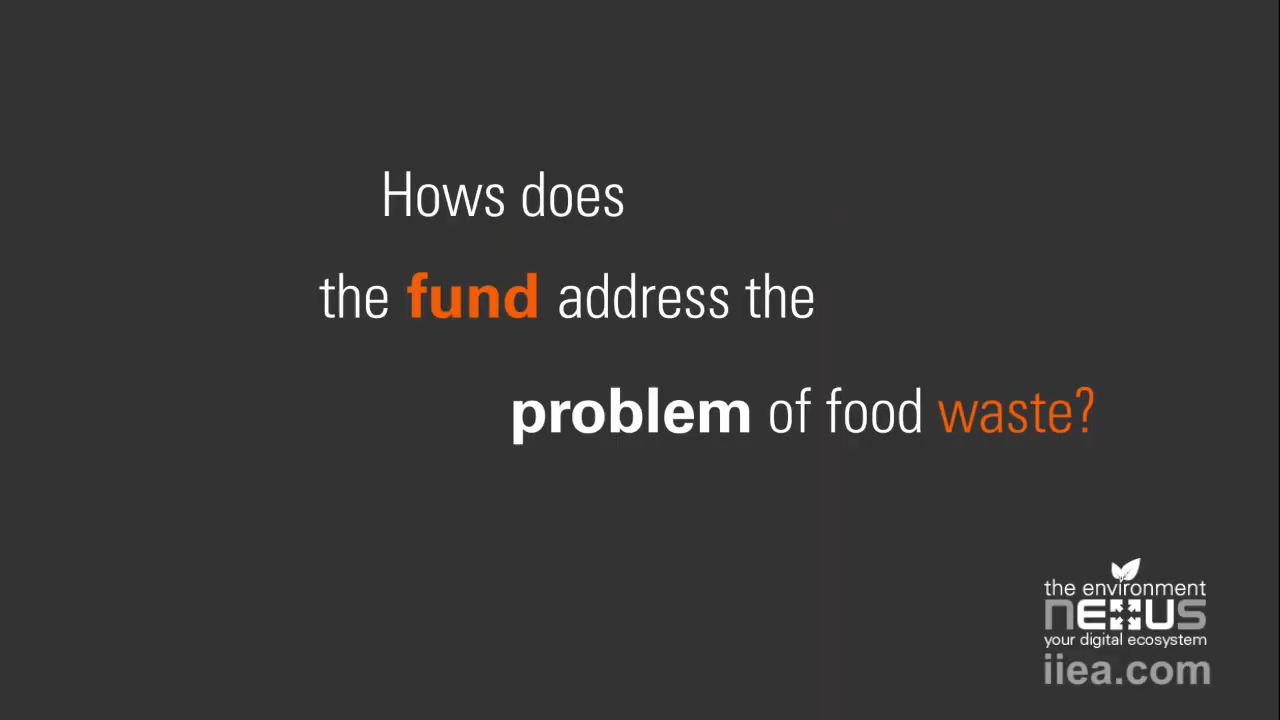 Hows does
the fund address the
problem of food waste?
the environment
nexus
your digital ecosystem
iiea.com